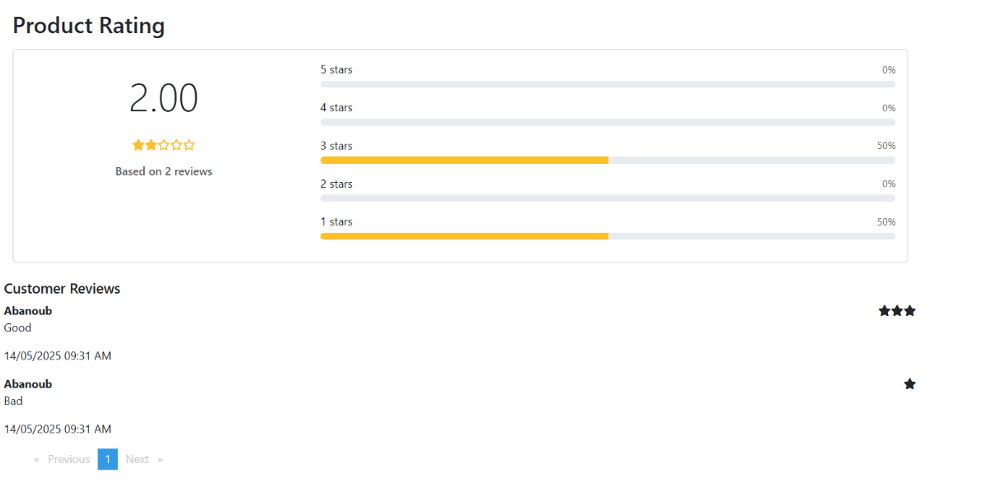 Product Rating
2.00
Based on 2 reviews
5 stars 0%
4 stars 0%
3 stars 50%
2 stars 0%
1 stars 50%
Customer Reviews
Abanoub
Good
14/05/2025 09:31 AM
Abanoub
Bad
14/05/2025 09:31 AM
« Previous 1 Next »